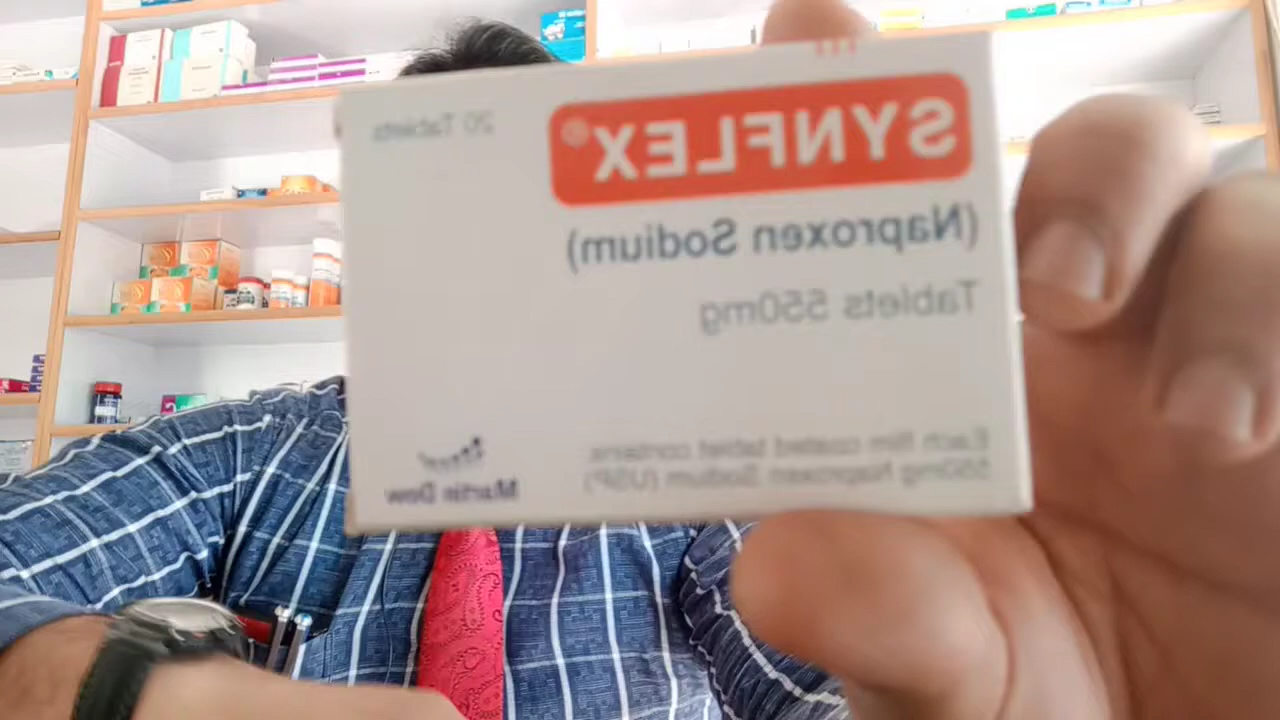 20 Tablets
SYNFLEX®
(Naproxen Sodium)
Tablets 550mg
Each film coated tablet contains:
550mg Naproxen Sodium (USP)
Martin Dow